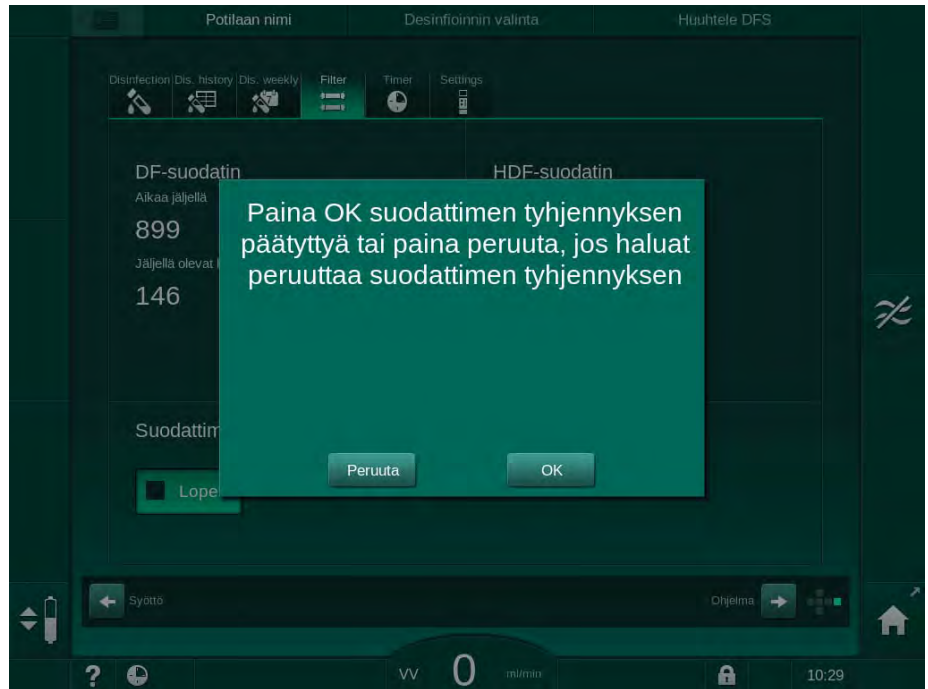 Potilaan nimi
Desinfioinnin valinta
Huuhtele DFS
Disinfection
Dis. history
Dis. weekly
Filter
Timer
Settings
DF-suodatin
HDF-suodatin
Aikaa jäljellä
899
Jäljellä olevat
146
Paina OK suodattimen tyhjennyksen
päätyttyä tai paina peruuta, jos haluat
peruuttaa suodattimen tyhjennyksen
Peruuta
OK
Syöttö
Ohjelma
?
VV
0
ml/min
10:29